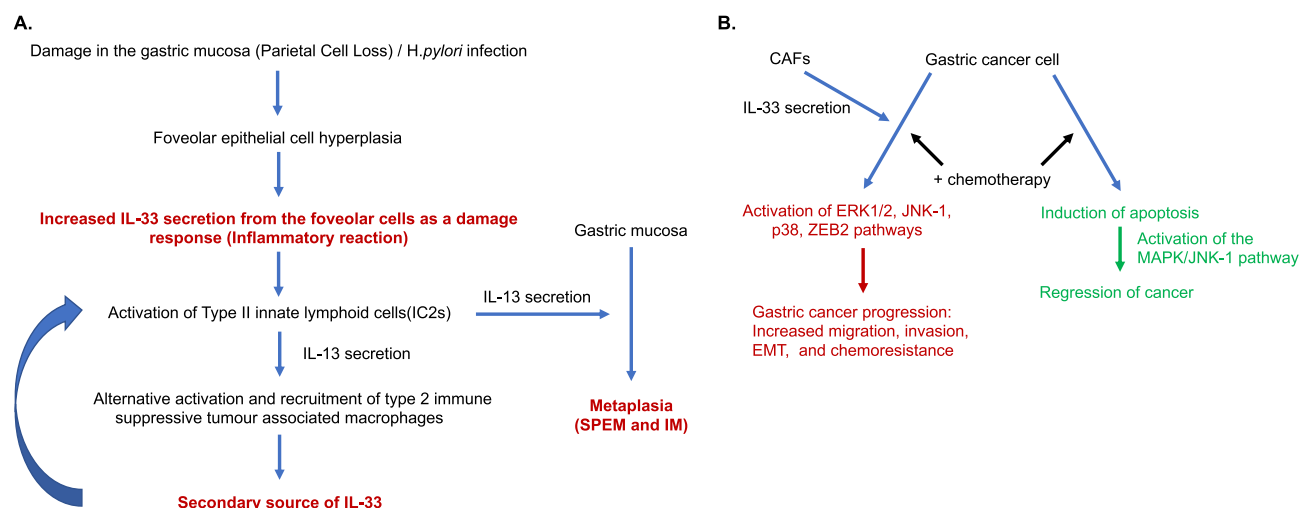 A.
Damage in the gastric mucosa (Parietal Cell Loss) / H.pylori infection
Foveolar epithelial cell hyperplasia
Increased IL-33 secretion from the foveolar cells as a damage
response (Inflammatory reaction)
Activation of Type II innate lymphoid cells(IC2s)
IL-13 secretion
Gastric mucosa
IL-13 secretion
Alternative activation and recruitment of type 2 immune
suppressive tumour associated macrophages
Metaplasia
(SPEM and IM)
Secondary source of IL-33
B.
CAFs
Gastric cancer cell
IL-33 secretion
+ chemotherapy
Activation of ERK1/2, JNK-1,
p38, ZEB2 pathways
Gastric cancer progression:
Increased migration, invasion,
EMT, and chemoresistance
Induction of apoptosis
Activation of the
MAPK/JNK-1 pathway
Regression of cancer